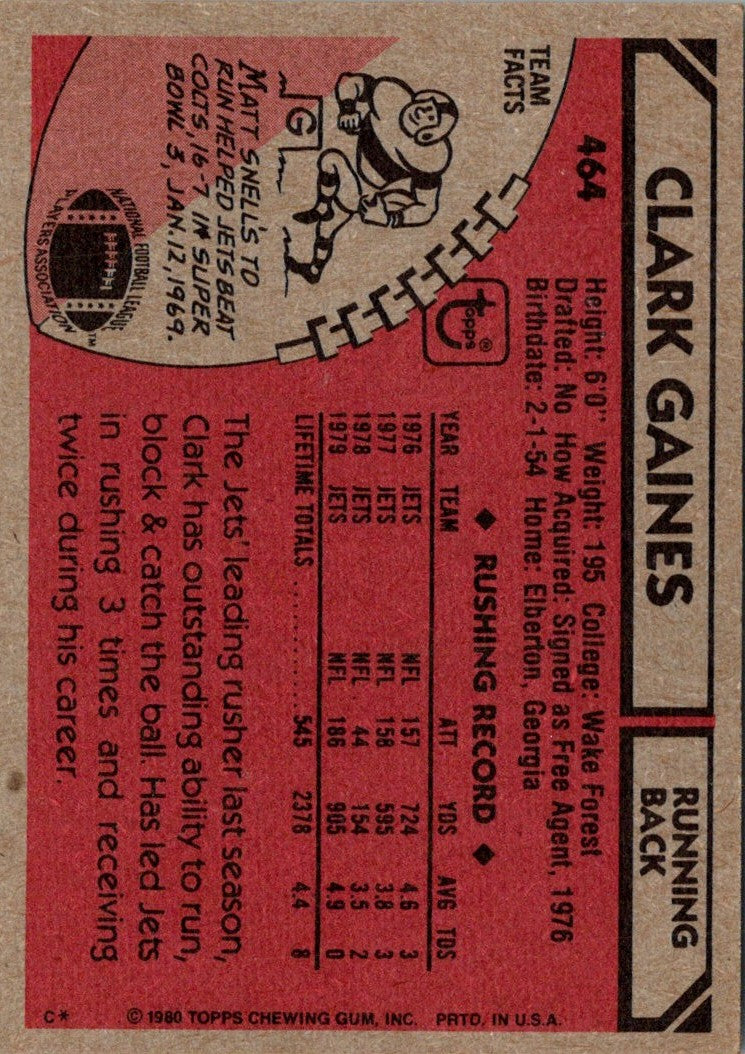 CLARK GAINES
RUNNING
BACK
464
Height: 6'0" Weight: 195 College: Wake Forest
Drafted: No How Acquired: Signed as Free Agent, 1976
Birthdate: 2-1-54 Home: Elberton, Georgia
TEAM
FACTS
topps®
G
MATT SNELL'S TD
RUN HELPED JETS BEAT
COLTS, 16-7 IN SUPER
BOWL 3, JAN. 12, 1969.
NATIONAL FOOTBALL LEAGUE
PLAYERS ASSOCIATION™
◆ RUSHING RECORD ◆
YEAR TEAM ATT YDS AVG TDS
1976 JETS NFL 157 724 4.6 3
1977 JETS NFL 158 595 3.8 3
1978 JETS NFL 44 154 3.5 2
1979 JETS NFL 186 905 4.9 0
LIFETIME TOTALS .............. 545 2378 4.4 8
The Jets' leading rusher last season,
Clark has outstanding ability to run,
block & catch the ball. Has led Jets
in rushing 3 times and receiving
twice during his career.
C* © 1980 TOPPS CHEWING GUM, INC. PRTD. IN U.S.A.